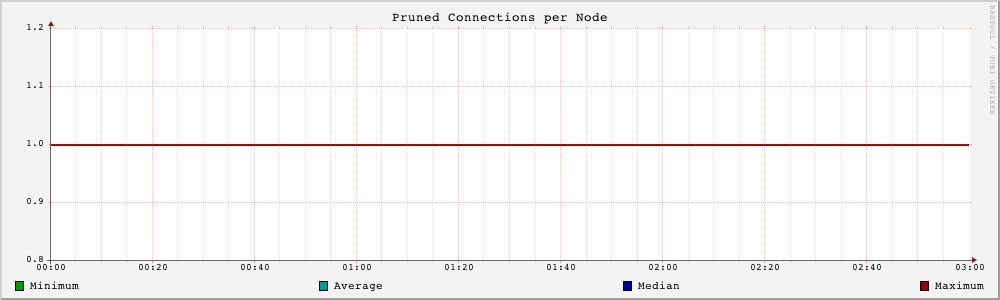 Pruned Connections per Node
RRDTOOL / TOBI OETIKER
1.2
1.1
1.0
0.9
0.8
00:00 00:20 00:40 01:00 01:20 01:40 02:00 02:20 02:40 03:00
Minimum Average Median Maximum